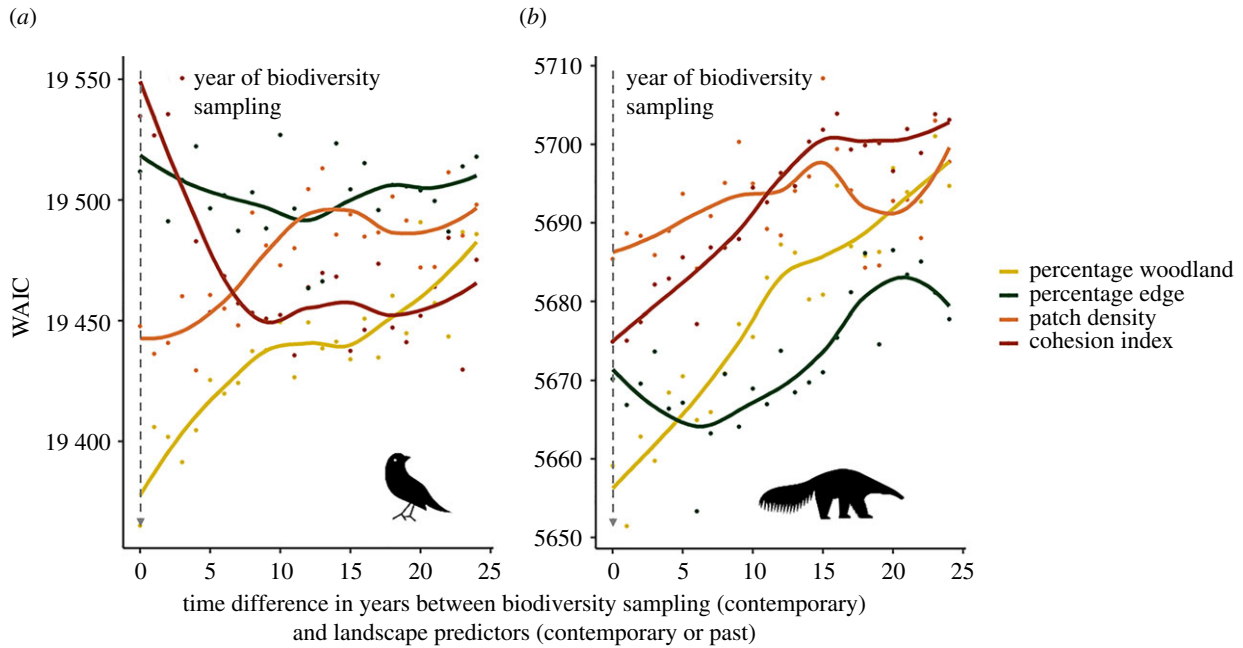 (a)
(b)
WAIC
19 550
19 500
19 450
19 400
year of biodiversity
sampling
0 5 10 15 20 25
5710
5700
5690
5680
5670
5660
5650
year of biodiversity
sampling
0 5 10 15 20 25
percentage woodland
percentage edge
patch density
cohesion index
time difference in years between biodiversity sampling (contemporary)
and landscape predictors (contemporary or past)